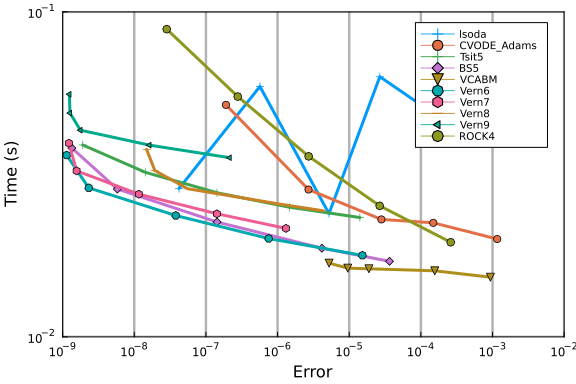 10⁻¹
lsoda
CVODE_Adams
Tsit5
BS5
VCABM
Vern6
Vern7
Vern8
Vern9
ROCK4
Time (s)
10⁻²
10⁻⁹ 10⁻⁸ 10⁻⁷ 10⁻⁶ 10⁻⁵ 10⁻⁴ 10⁻³ 10⁻²
Error